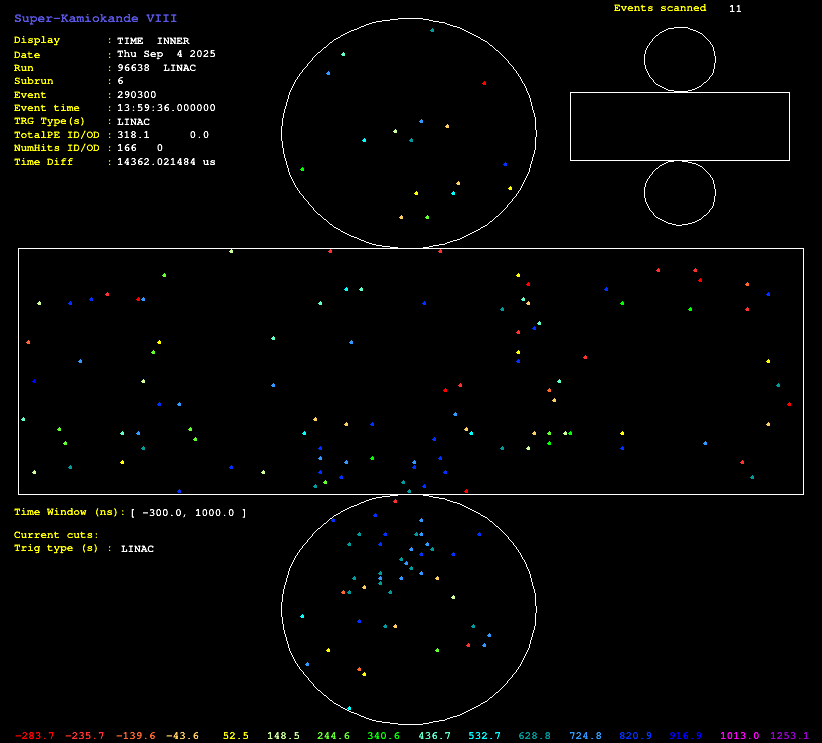 Super-Kamiokande VIII
Events scanned 11
Display : TIME INNER
Date : Thu Sep 4 2025
Run : 96638 LINAC
Subrun : 6
Event : 290300
Event time : 13:59:36.000000
TRG Type(s) : LINAC
TotalPE ID/OD : 318.1 0.0
NumHits ID/OD : 166 0
Time Diff : 14362.021484 us
Time Window (ns): [ -300.0, 1000.0 ]
Current cuts:
Trig type (s) : LINAC
-283.7 -235.7 -139.6 -43.6 52.5 148.5 244.6 340.6 436.7 532.7 628.8 724.8 820.9 916.9 1013.0 1253.1